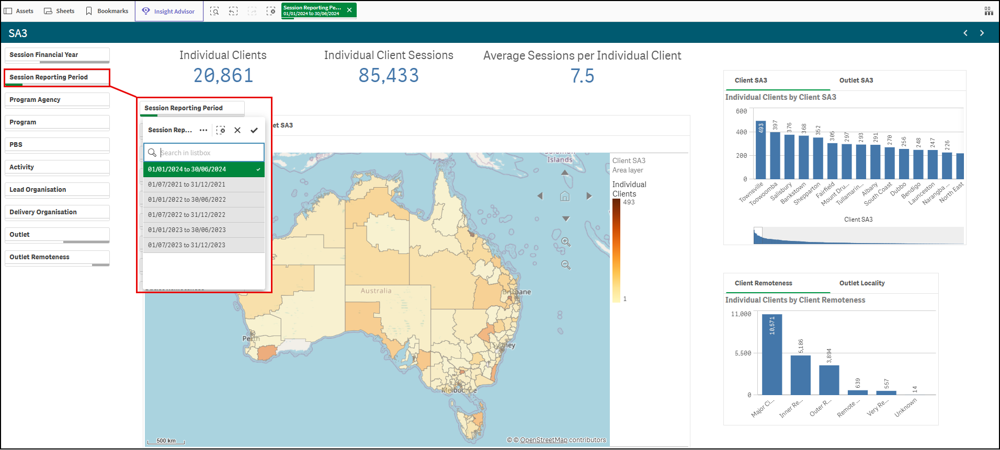 Assets
Sheets
Bookmarks
Insight Advisor
Session Reporting Pe...
01/01/2024 to 30/06/2024
SA3
Session Financial Year
Session Reporting Period
Program Agency
Program
PBS
Activity
Lead Organisation
Delivery Organisation
Outlet
Outlet Remoteness
Individual Clients
20,861
Individual Client Sessions
85,433
Average Sessions per Individual Client
7.5
Session Reporting Period
Session Rep...
Search in listbox
01/01/2024 to 30/06/2024
01/07/2021 to 31/12/2021
01/01/2022 to 30/06/2022
01/07/2022 to 31/12/2022
01/01/2023 to 30/06/2023
01/07/2023 to 31/12/2023
et SA3
Solomon
Islands
Australia
Brisbane
Perth
Sydney
Melbourne
500 km
© © OpenStreetMap contributors
Client SA3
Area layer
Individual
Clients
493
1
Client SA3
Outlet SA3
Individual Clients by Client SA3
600
400
200
0
493
397
376
368
352
305
297
293
291
270
256
248
247
226
Townsville
Toowoomba
Salisbury
Bankstown
Shepparton
Fairfield
Mount Dru...
Tullamarin...
Albany
South Coast
Dubbo
Bendigo
Launceston
Narangba ...
North East
Client SA3
Client Remoteness
Outlet Locality
Individual Clients by Client Remoteness
11,000
5,500
0
10,571
5,186
3,894
639
557
14
Major Ci...
Inner Re...
Outer R...
Remote ...
Very Re...
Unknown